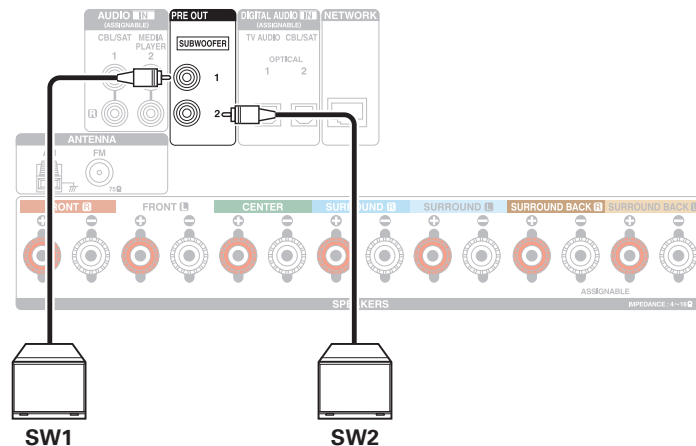 AUDIO IN
(ASSIGNABLE)
CBL/SAT MEDIA PLAYER
1 2
R
PRE OUT
SUBWOOFER
1
2
DIGITAL AUDIO IN
(ASSIGNABLE)
TV AUDIO CBL/SAT
OPTICAL
1 2
NETWORK
ANTENNA
FM
75Ω
FRONT R FRONT L CENTER SURROUND R SURROUND L SURROUND BACK R SURROUND BACK L
ASSIGNABLE
SPEAKERS
IMPEDANCE : 4~16Ω
SW1 SW2